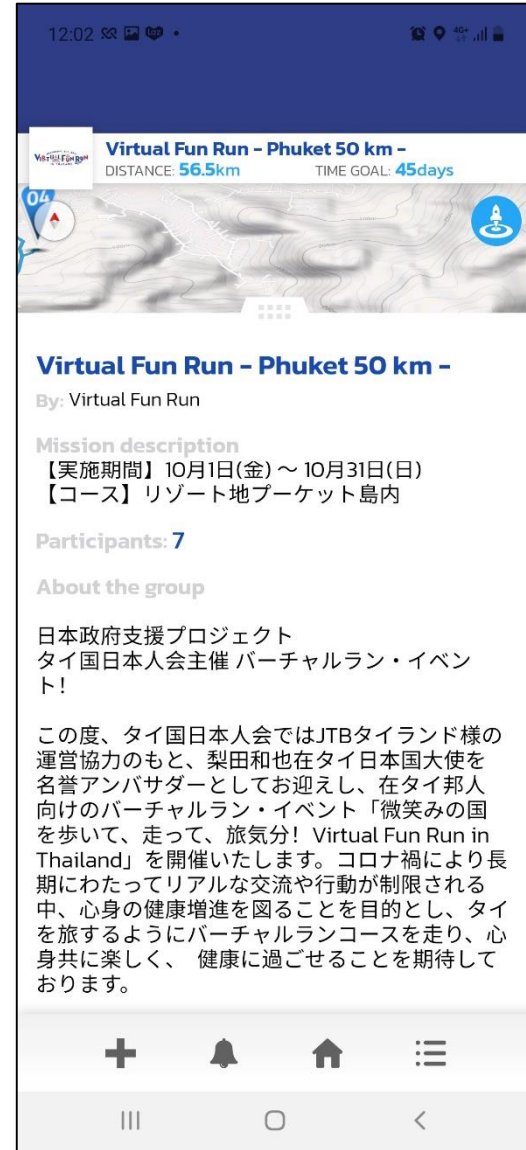 12:02
4G+
VIRTUAL FUN RUN
Virtual Fun Run - Phuket 50 km -
DISTANCE: 56.5km TIME GOAL: 45days
04
Virtual Fun Run - Phuket 50 km -
By: Virtual Fun Run
Mission description
【実施期間】10月1日(金)～10月31日(日)
【コース】リゾート地プーケット島内
Participants: 7
About the group
日本政府支援プロジェクト
タイ国日本人会主催 バーチャルラン・イベン
ト!
この度、タイ国日本人会ではJTBタイランド様の
運営協力のもと、梨田和也在タイ日本国大使を
名誉アンバサダーとしてお迎えし、在タイ邦人
向けのバーチャルラン・イベント「微笑みの国
を歩いて、走って、旅気分! Virtual Fun Run in
Thailand」を開催いたします。コロナ禍により長
期にわたってリアルな交流や行動が制限される
中、心身の健康増進を図ることを目的とし、タイ
を旅するようにバーチャルランコースを走り、心
身共に楽しく、 健康に過ごせることを期待して
おります。